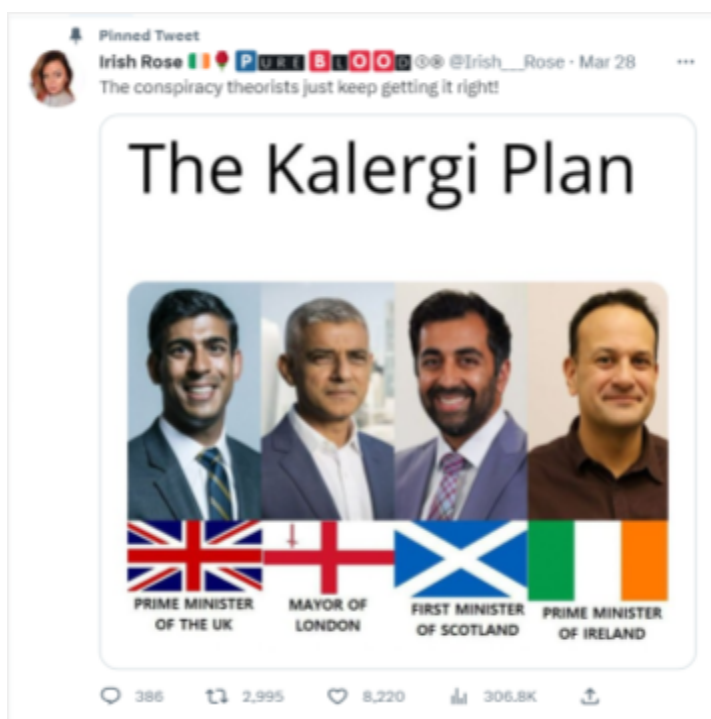 Pinned Tweet
Irish Rose 🇮🇪🌹 🅿🆄🆁🅴 🅱🅻🅾🅾🅳 @Irish___Rose · Mar 28
The conspiracy theorists just keep getting it right!
The Kalergi Plan
PRIME MINISTER OF THE UK
MAYOR OF LONDON
FIRST MINISTER OF SCOTLAND
PRIME MINISTER OF IRELAND
386 2,995 8,220 306.8K